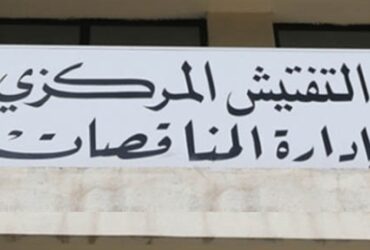 التفتيش المركزي
إدارة المناقصات